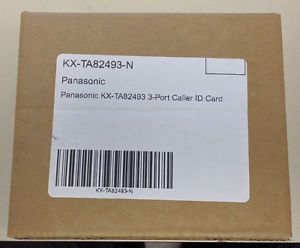 KX-TA82493-N
Panasonic
Panasonic KX-TA82493 3-Port Caller ID Card
KX-TA82493-N